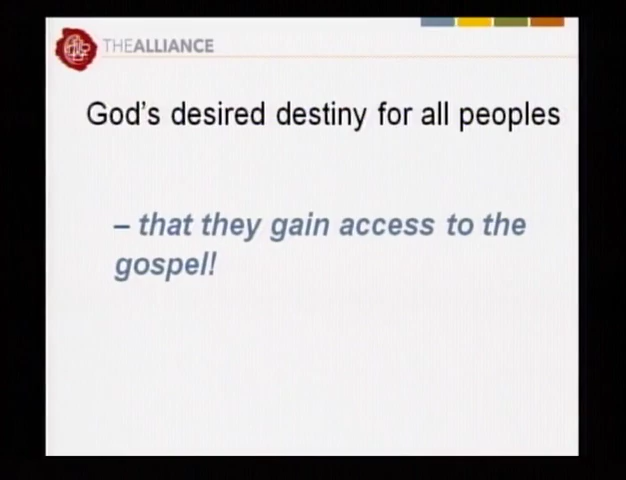 THEALLIANCE
God's desired destiny for all peoples
– that they gain access to the
gospel!